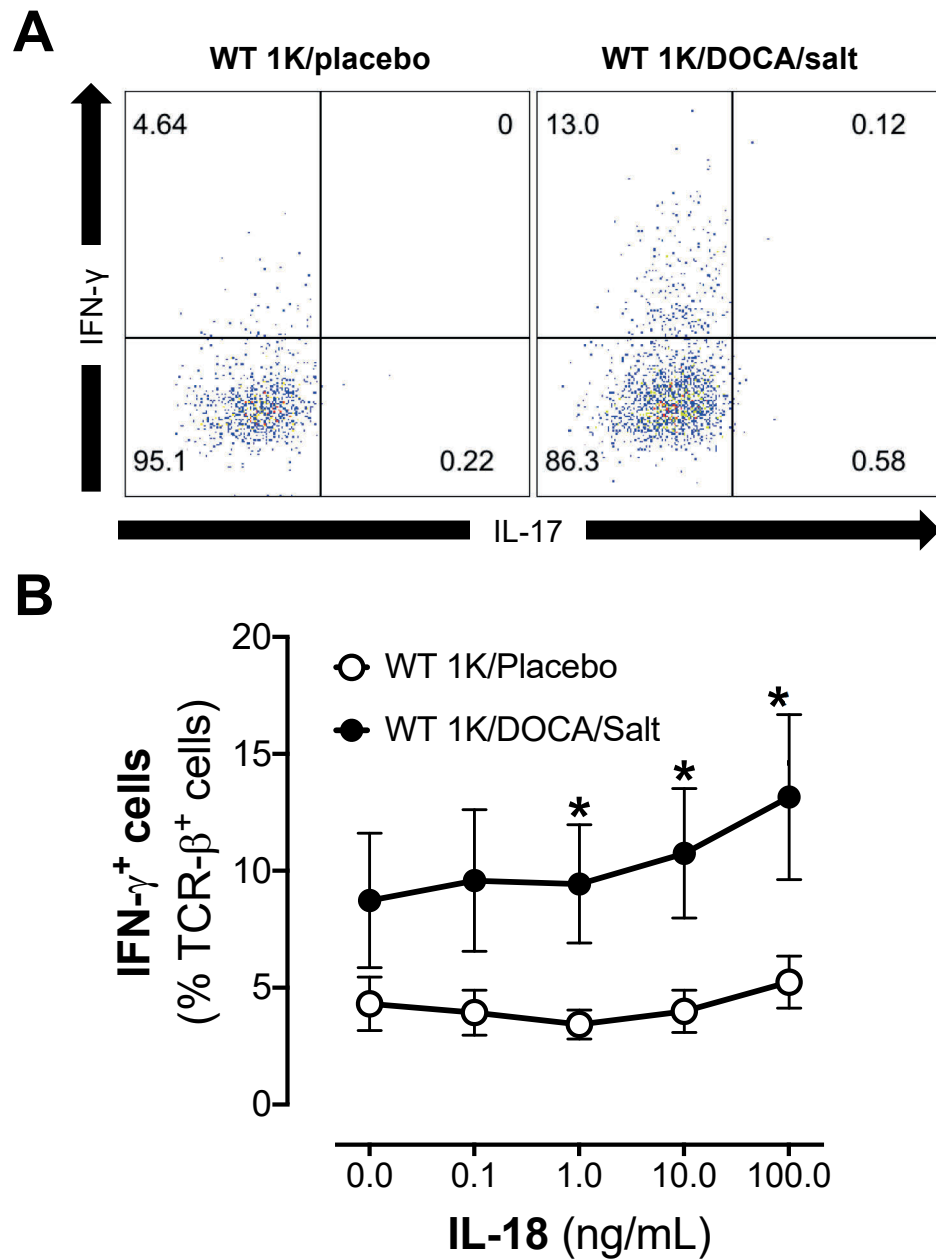 A
WT 1K/placebo
WT 1K/DOCA/salt
4.64
0
13.0
0.12
IFN-γ
95.1
0.22
86.3
0.58
IL-17
B
20
15
10
5
0
WT 1K/Placebo
WT 1K/DOCA/Salt
*
*
*
IFN-γ⁺ cells
(% TCR-β⁺ cells)
0.0 0.1 1.0 10.0 100.0
IL-18 (ng/mL)